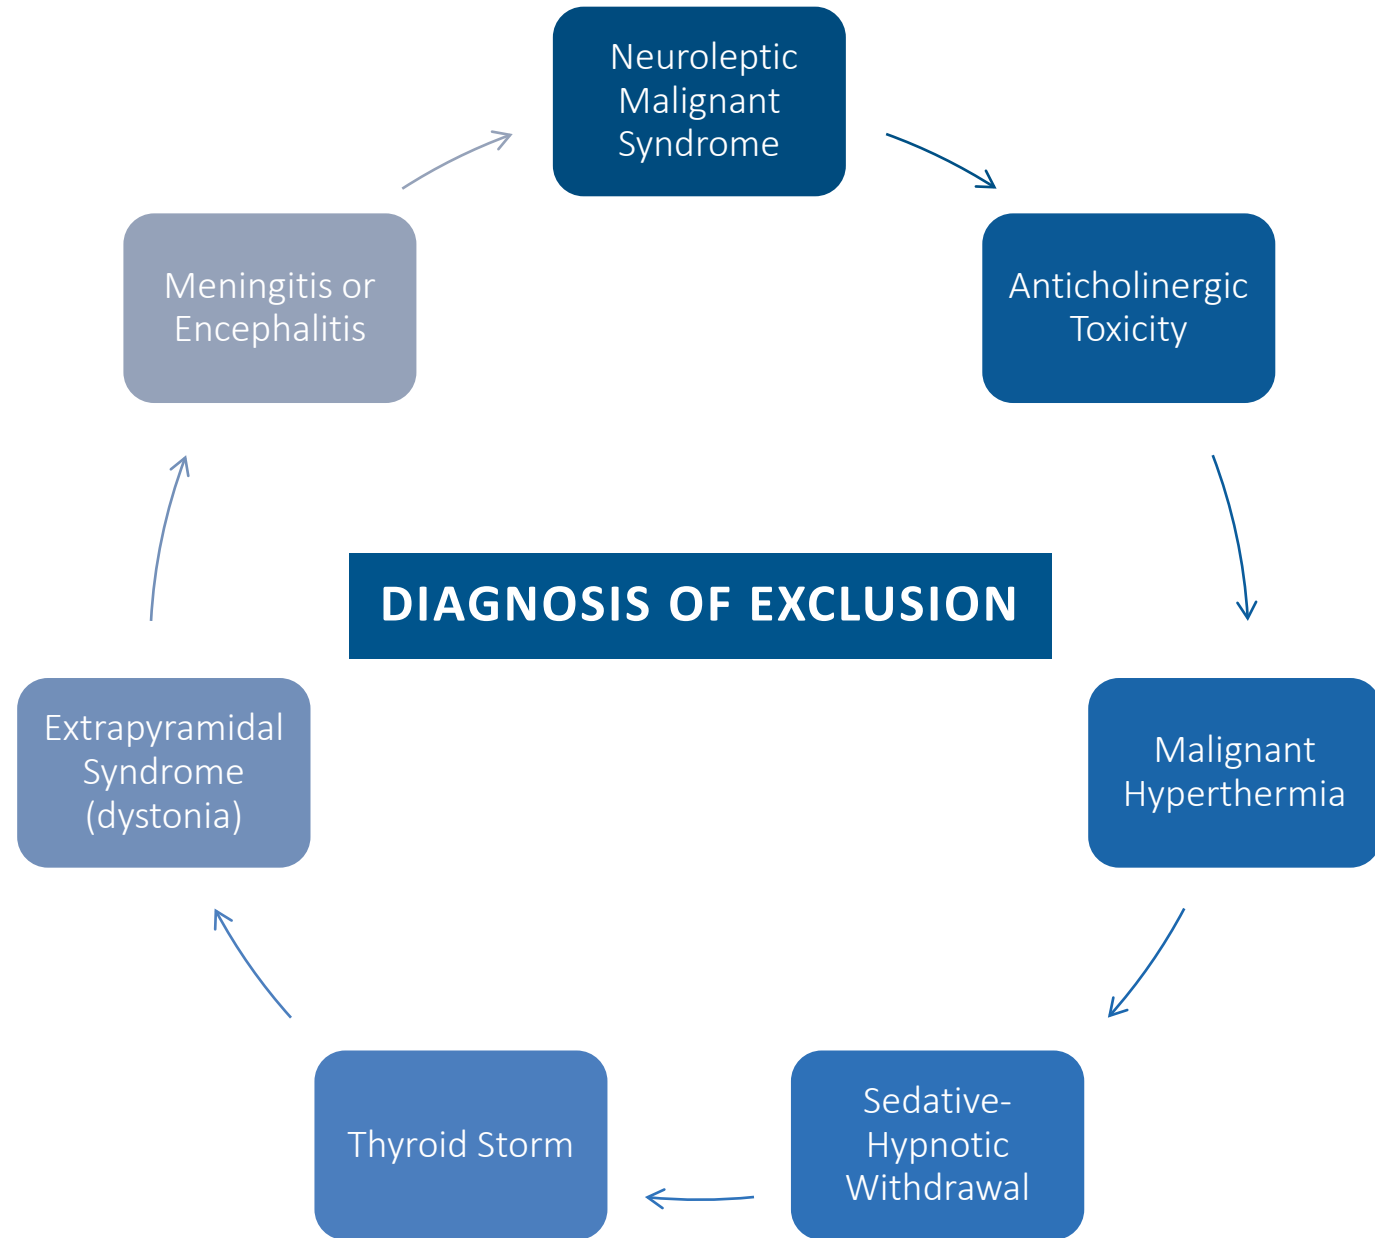 Neuroleptic
Malignant
Syndrome
Anticholinergic
Toxicity
Malignant
Hyperthermia
Sedative-
Hypnotic
Withdrawal
Thyroid Storm
Extrapyramidal
Syndrome
(dystonia)
Meningitis or
Encephalitis
DIAGNOSIS OF EXCLUSION